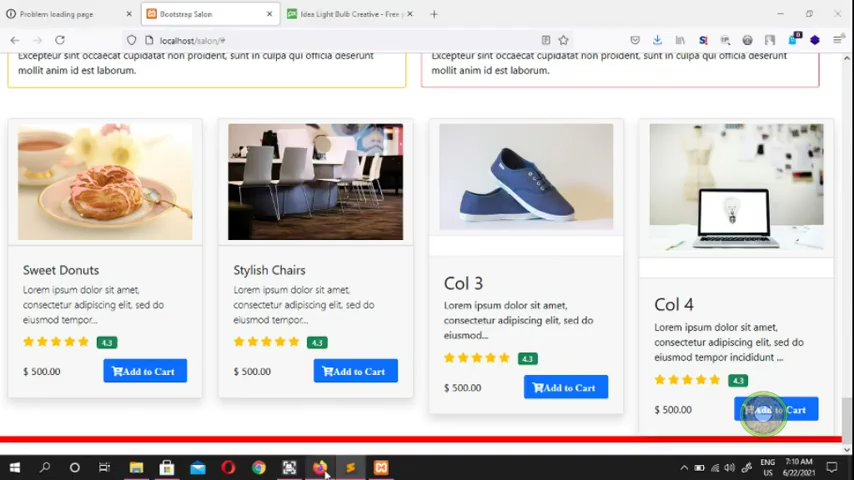 Problem loading page
Bootstrap Salon
Idea Light Bulb Creative - Free p
localhost/salon/#
Excepteur sint occaecat cupidatat non proident, sunt in culpa qui officia deserunt
mollit anim id est laborum.
Excepteur sint occaecat cupidatat non proident, sunt in culpa qui officia deserunt
mollit anim id est laborum.
Sweet Donuts
Lorem ipsum dolor sit amet,
consectetur adipiscing elit, sed do
eiusmod tempor...
4.3
$ 500.00
Add to Cart
Stylish Chairs
Lorem ipsum dolor sit amet,
consectetur adipiscing elit, sed do
eiusmod tempor...
4.3
$ 500.00
Add to Cart
Col 3
Lorem ipsum dolor sit amet,
consectetur adipiscing elit, sed do
eiusmod...
4.3
$ 500.00
Add to Cart
Col 4
Lorem ipsum dolor sit amet,
consectetur adipiscing elit, sed do
eiusmod tempor incididunt ...
4.3
$ 500.00
Add to Cart
ENG
US
7:10 AM
6/22/2021